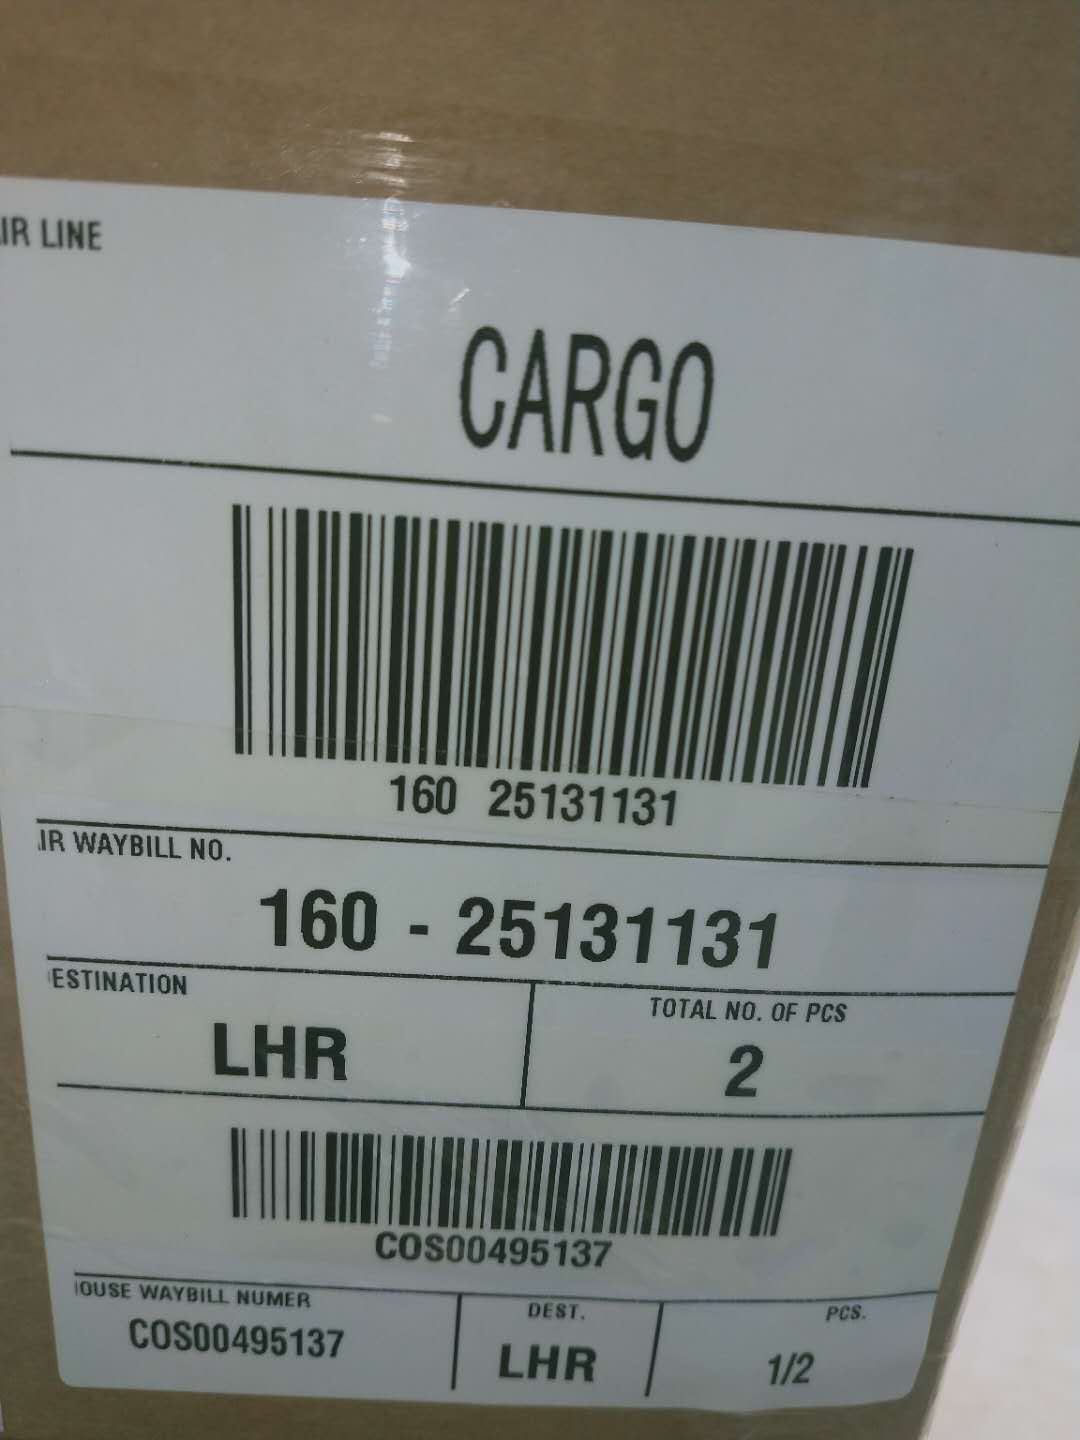 IR LINE
CARGO
160 25131131
IR WAYBILL NO.
160 - 25131131
ESTINATION
LHR
TOTAL NO. OF PCS
2
COS00495137
OUSE WAYBILL NUMER
COS00495137
DEST.
LHR
PCS.
1/2